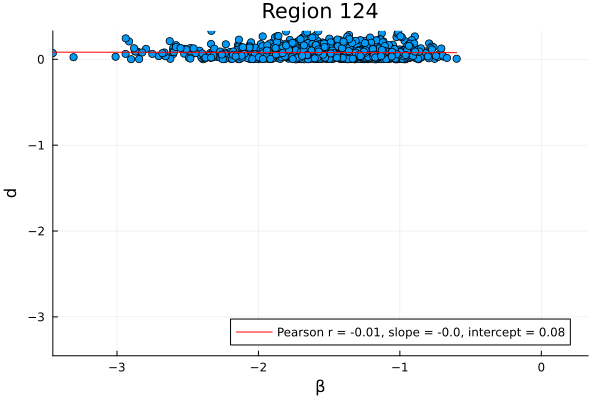 Region 124
d
0
−1
−2
−3
Pearson r = -0.01, slope = -0.0, intercept = 0.08
−3 −2 −1 0
β